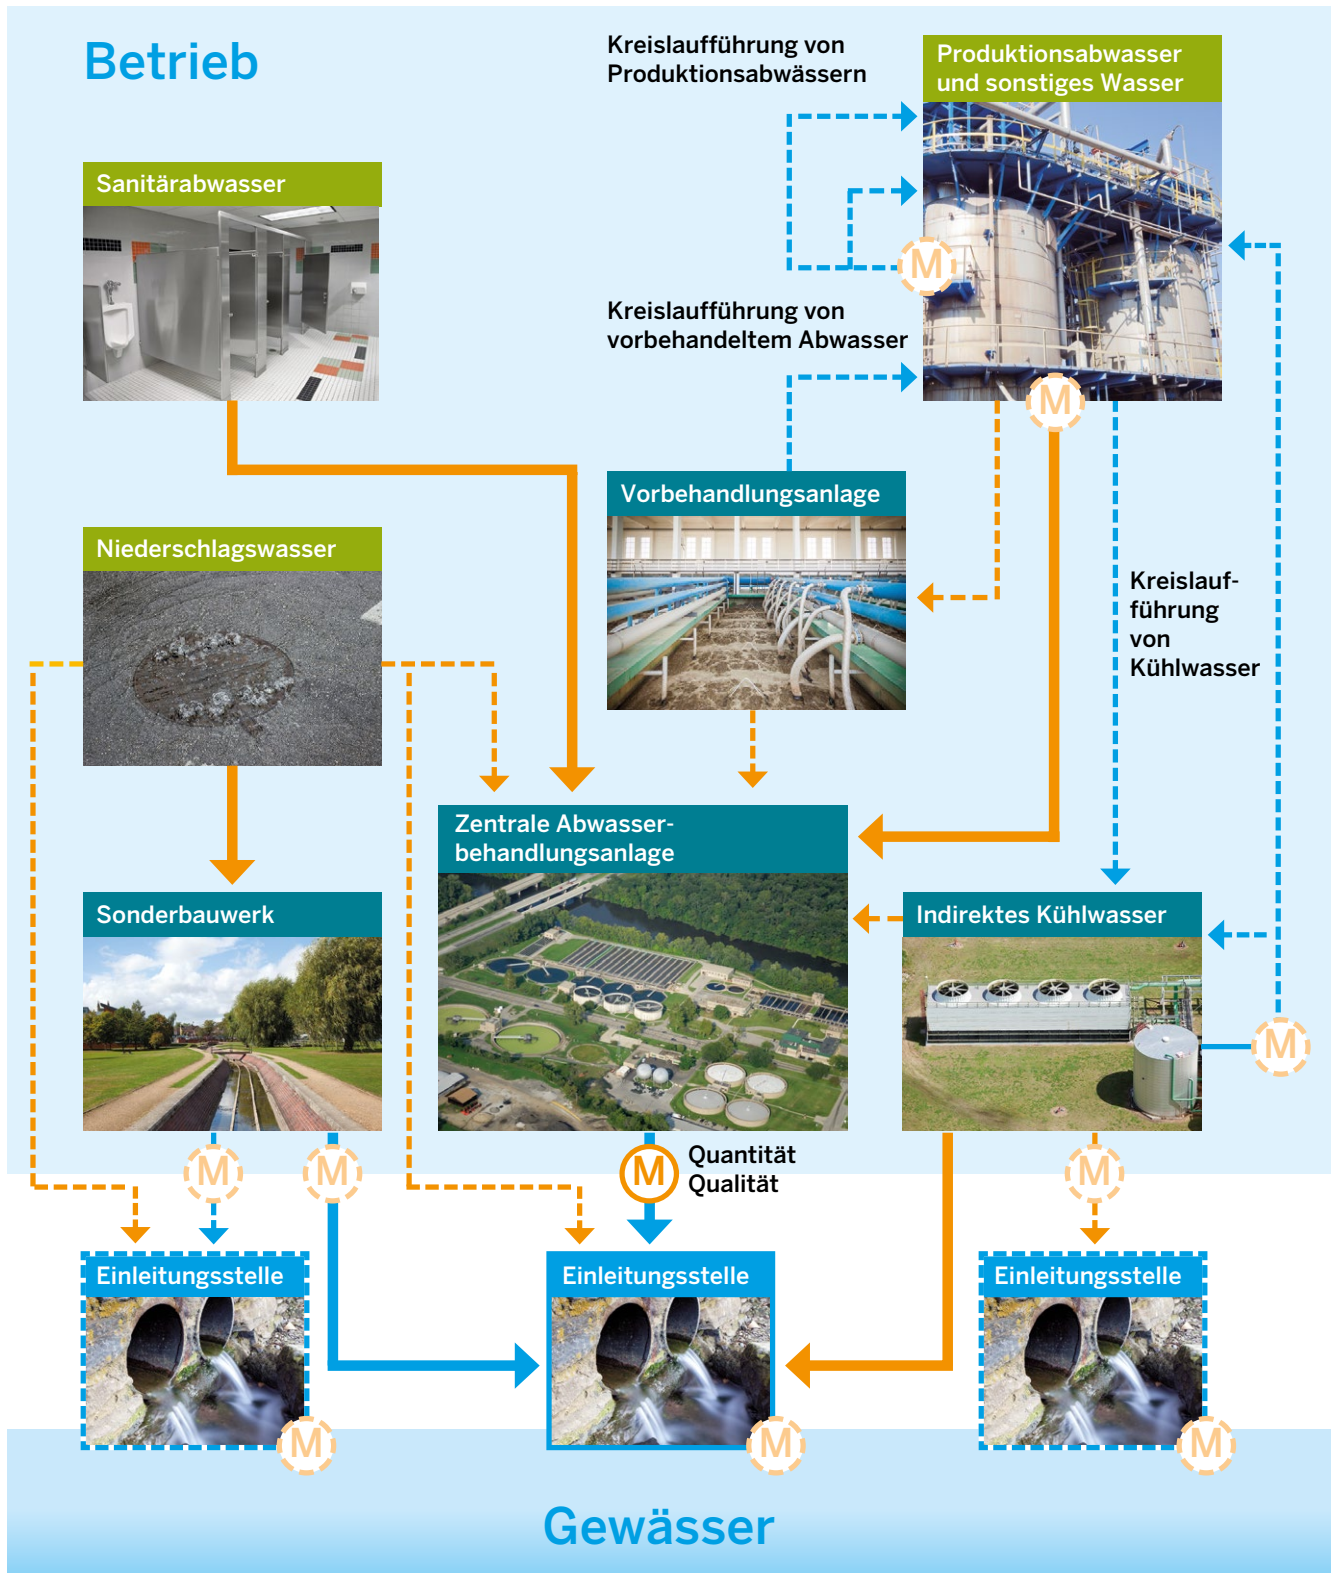 Betrieb
Kreislaufführung von
Produktionsabwässern
Produktionsabwasser
und sonstiges Wasser
Sanitärabwasser
M
Kreislaufführung von
vorbehandeltem Abwasser
M
Vorbehandlungsanlage
Niederschlagswasser
Kreislauf-
führung
von
Kühlwasser
Zentrale Abwasser-
behandlungsanlage
Sonderbauwerk
Indirektes Kühlwasser
M
M
M
M
Quantität
Qualität
M
Einleitungsstelle
Einleitungsstelle
Einleitungsstelle
M
M
M
Gewässer